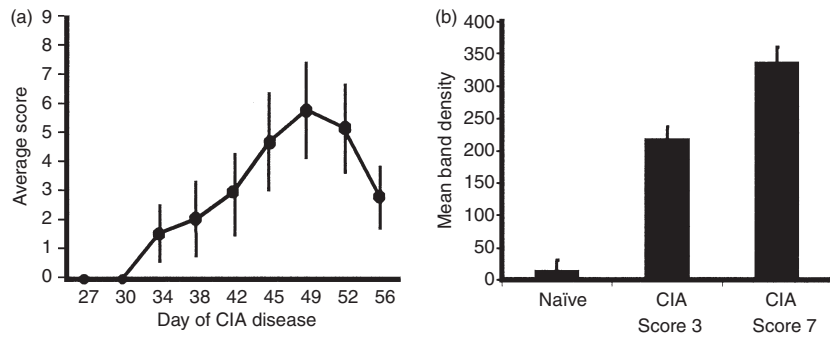 (a)
9
8
7
6
5
4
3
2
1
0
Average score
27 30 34 38 42 45 49 52 56
Day of CIA disease
(b)
400
350
300
250
200
150
100
50
0
Mean band density
Naïve CIA CIA
Score 3 Score 7